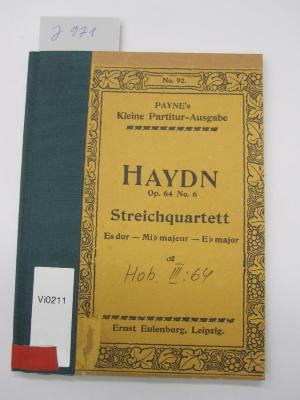 J 971
No. 92.
PAYNE's
Kleine Partitur-Ausgabe
HAYDN
Op. 64 No. 6
Streichquartett
Es dur — Mi♭ majeur — E♭ major
Hob. III:64
Vi0211
Ernst Eulenburg, Leipzig.